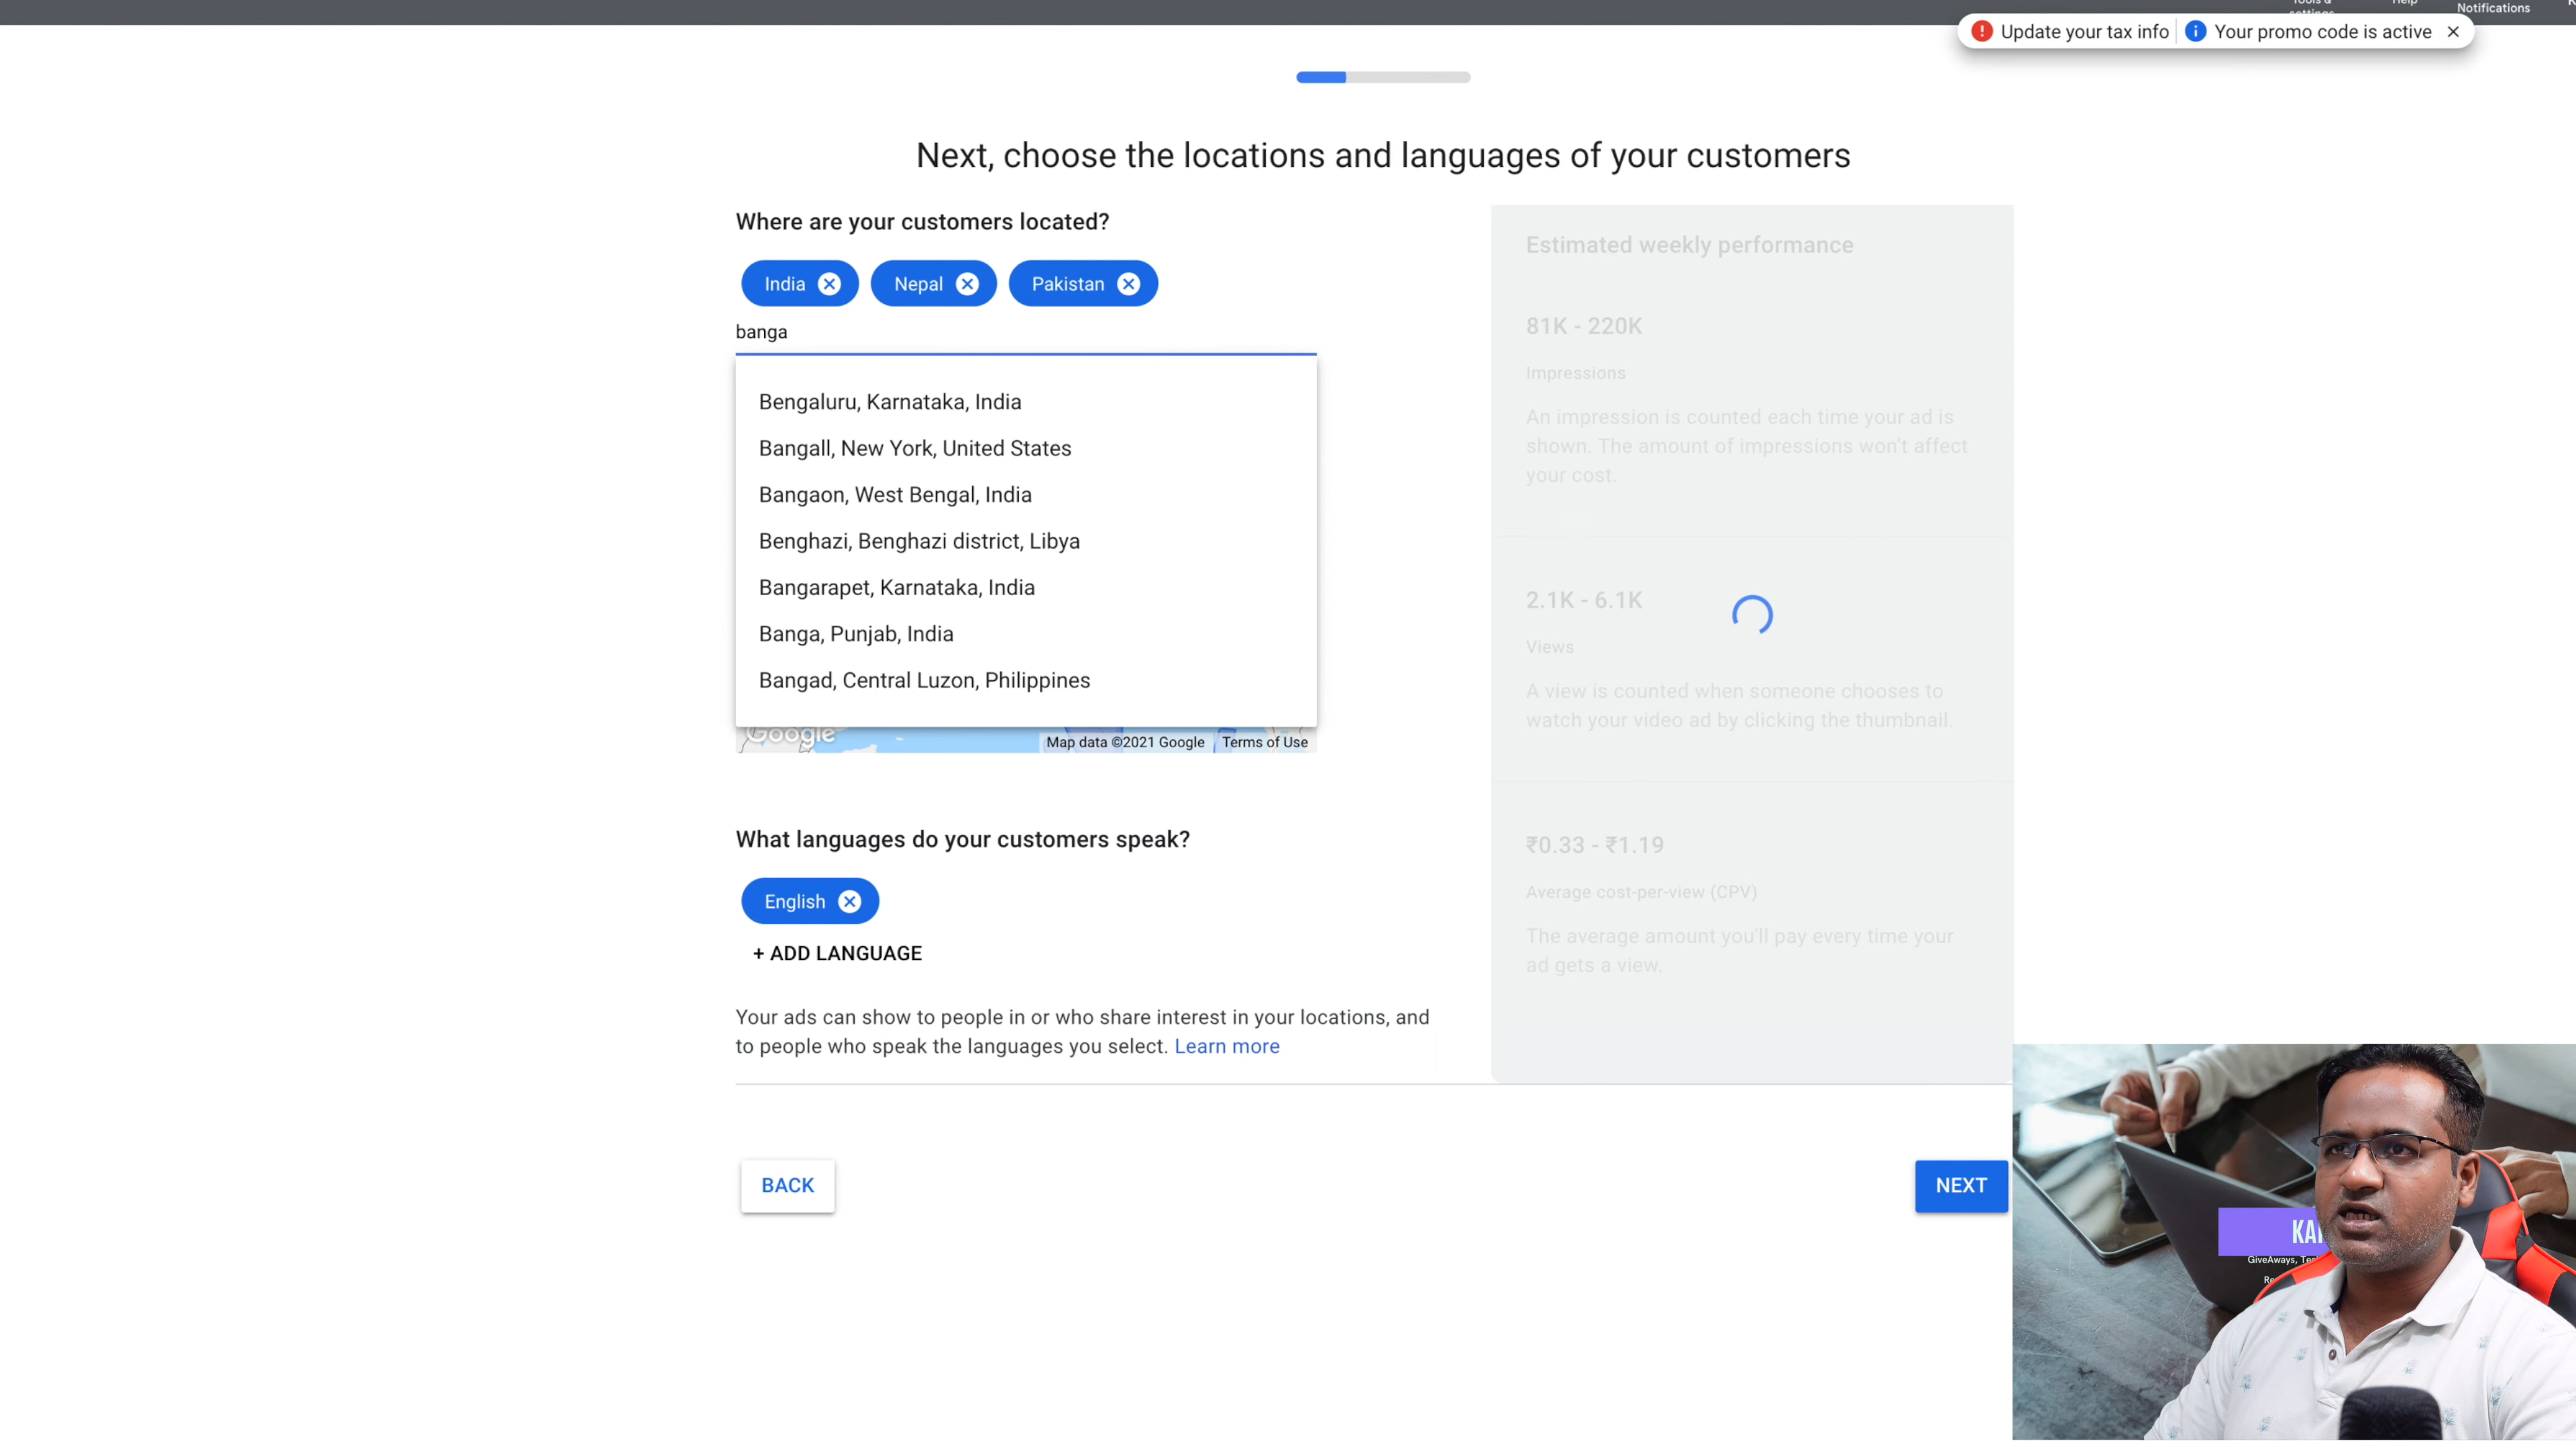 Help
Notifications
Update your tax info
Your promo code is active
Next, choose the locations and languages of your customers
Where are your customers located?
India
Nepal
Pakistan
banga
Bengaluru, Karnataka, India
Bangall, New York, United States
Bangaon, West Bengal, India
Benghazi, Benghazi district, Libya
Bangarapet, Karnataka, India
Banga, Punjab, India
Bangad, Central Luzon, Philippines
Google
Map data ©2021 Google
Terms of Use
What languages do your customers speak?
English
+ ADD LANGUAGE
Your ads can show to people in or who share interest in your locations, and
to people who speak the languages you select. Learn more
BACK
NEXT
Estimated weekly performance
81K - 220K
Impressions
An impression is counted each time your ad is
shown. The amount of impressions won't affect
your cost.
2.1K - 6.1K
Views
A view is counted when someone chooses to
watch your video ad by clicking the thumbnail.
₹0.33 - ₹1.19
Average cost-per-view (CPV)
The average amount you'll pay every time your
ad gets a view.
GiveAways,